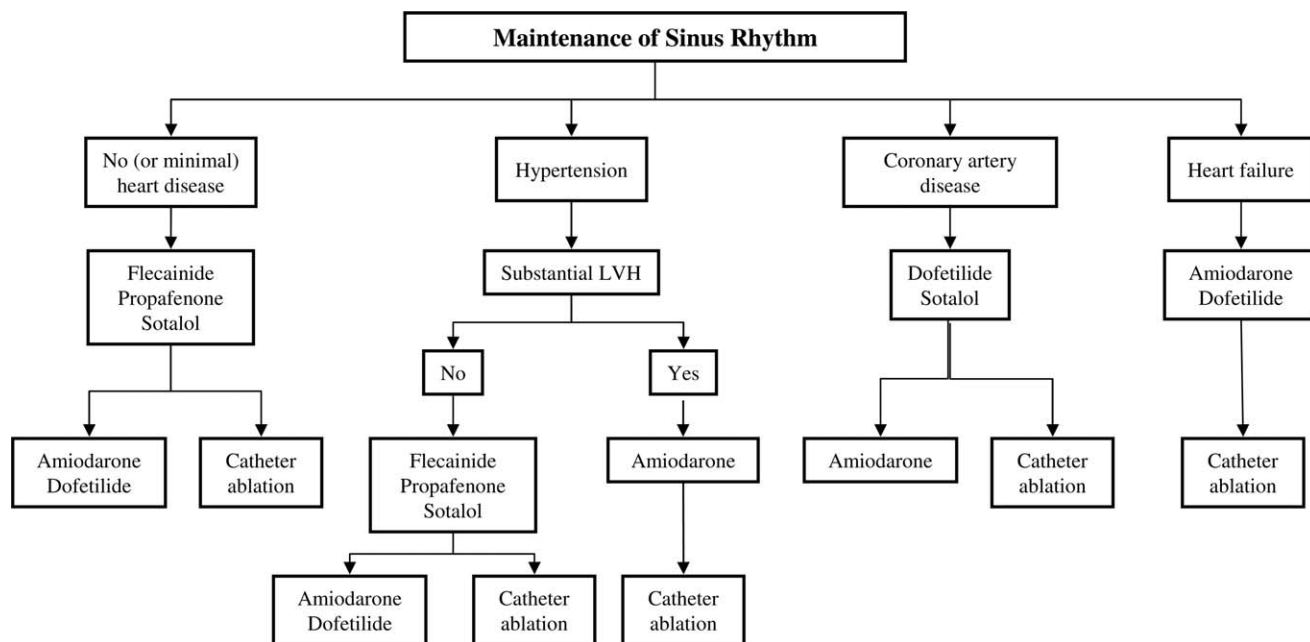 Maintenance of Sinus Rhythm
No (or minimal)
heart disease
Hypertension
Coronary artery
disease
Heart failure
Flecainide
Propafenone
Sotalol
Substantial LVH
Dofetilide
Sotalol
Amiodarone
Dofetilide
No
Yes
Amiodarone
Dofetilide
Catheter
ablation
Flecainide
Propafenone
Sotalol
Amiodarone
Amiodarone
Catheter
ablation
Catheter
ablation
Amiodarone
Dofetilide
Catheter
ablation
Catheter
ablation